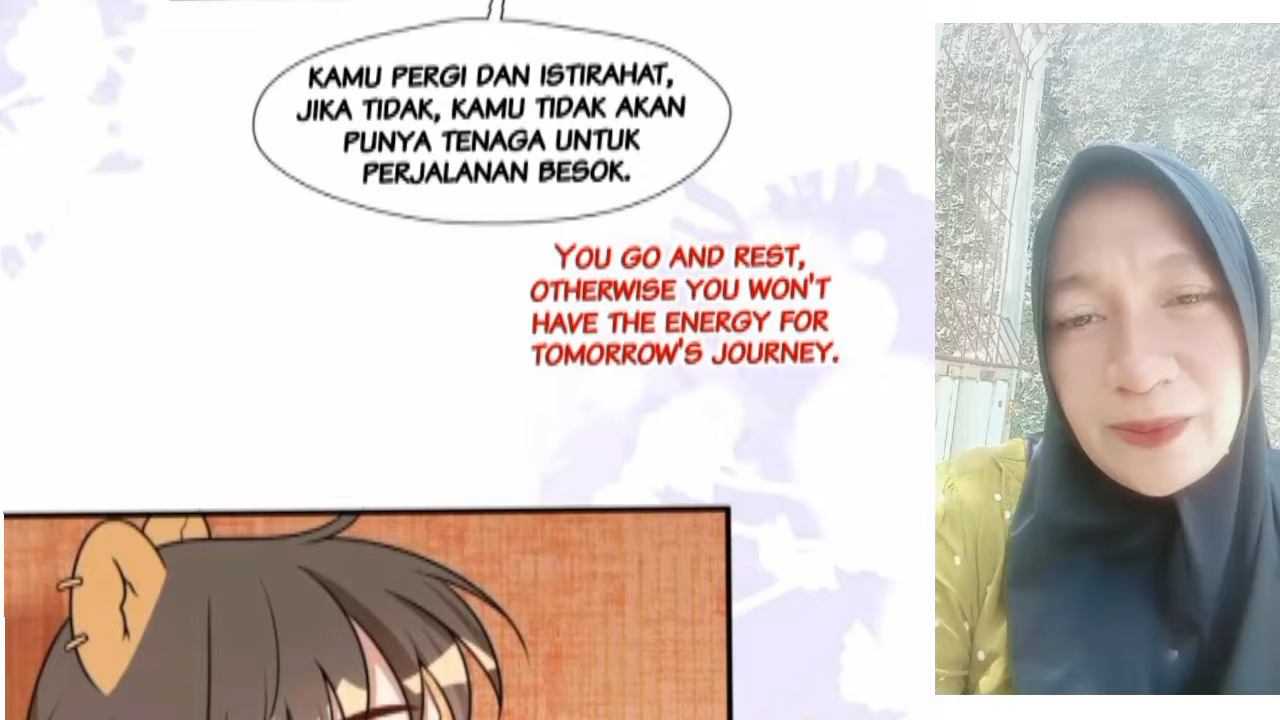 KAMU PERGI DAN ISTIRAHAT,
JIKA TIDAK, KAMU TIDAK AKAN
PUNYA TENAGA UNTUK
PERJALANAN BESOK.
YOU GO AND REST,
OTHERWISE YOU WON'T
HAVE THE ENERGY FOR
TOMORROW'S JOURNEY.